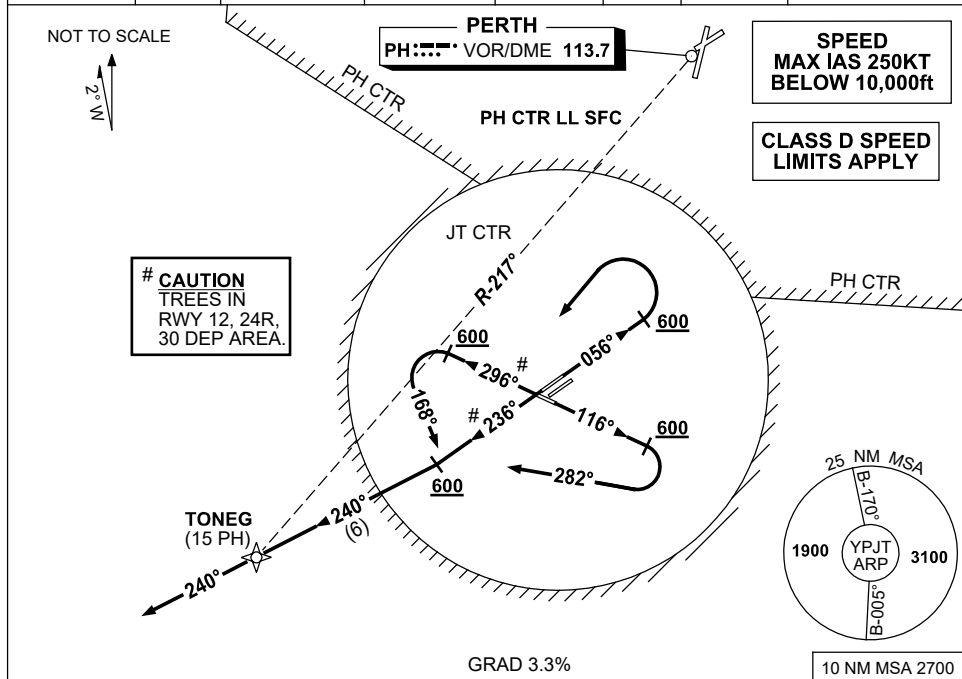 NOT TO SCALE
2° W
PERTH
PH VOR/DME 113.7
SPEED
MAX IAS 250KT
BELOW 10,000ft
PH CTR
PH CTR LL SFC
CLASS D SPEED
LIMITS APPLY
JT CTR
R-217°
PH CTR
# CAUTION
TREES IN
RWY 12, 24R,
30 DEP AREA.
600
056°
600
#
296°
168°
#
236°
116°
600
600
282°
240°
(6)
TONEG
(15 PH)
240°
25 NM MSA
B-170°
1900
YPJT
ARP
3100
B-005°
GRAD 3.3%
10 NM MSA 2700